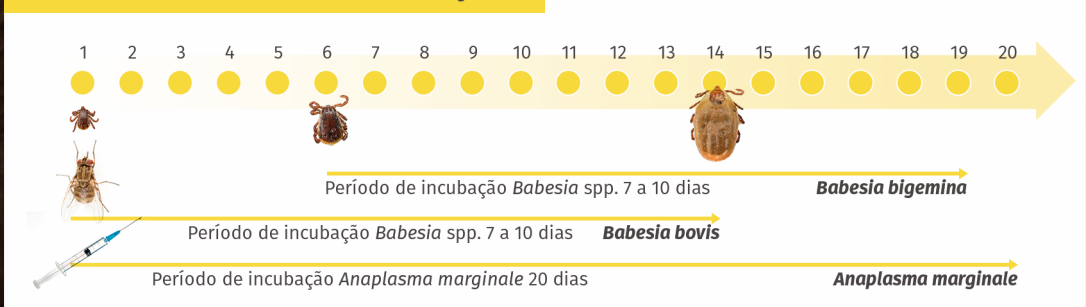 1 2 3 4 5 6 7 8 9 10 11 12 13 14 15 16 17 18 19 20
Período de incubação Babesia spp. 7 a 10 dias Babesia bigemina
Período de incubação Babesia spp. 7 a 10 dias Babesia bovis
Período de incubação Anaplasma marginale 20 dias Anaplasma marginale